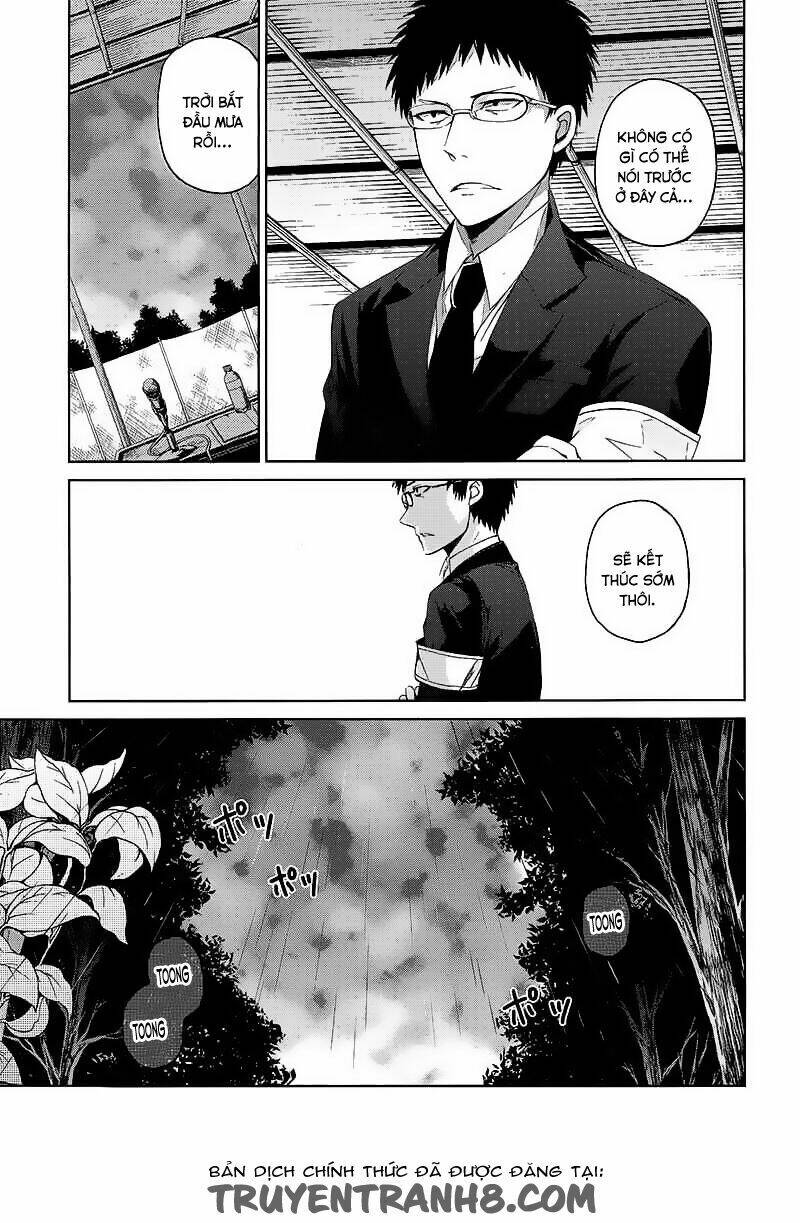 KHÔNG CÓ
GÌ CÓ THỂ
NÓI TRƯỚC
Ở ĐÂY CẢ...
TRỜI BẮT
ĐẦU MƯA
RỒI...
SẼ KẾT
THÚC SỚM
THÔI.
ポッ
ポッ
ポッ
TOONG
TOONG
TOONG
BẢN DỊCH CHÍNH THỨC ĐÃ ĐƯỢC ĐĂNG TẠI:
TRUYENTRANH8.COM